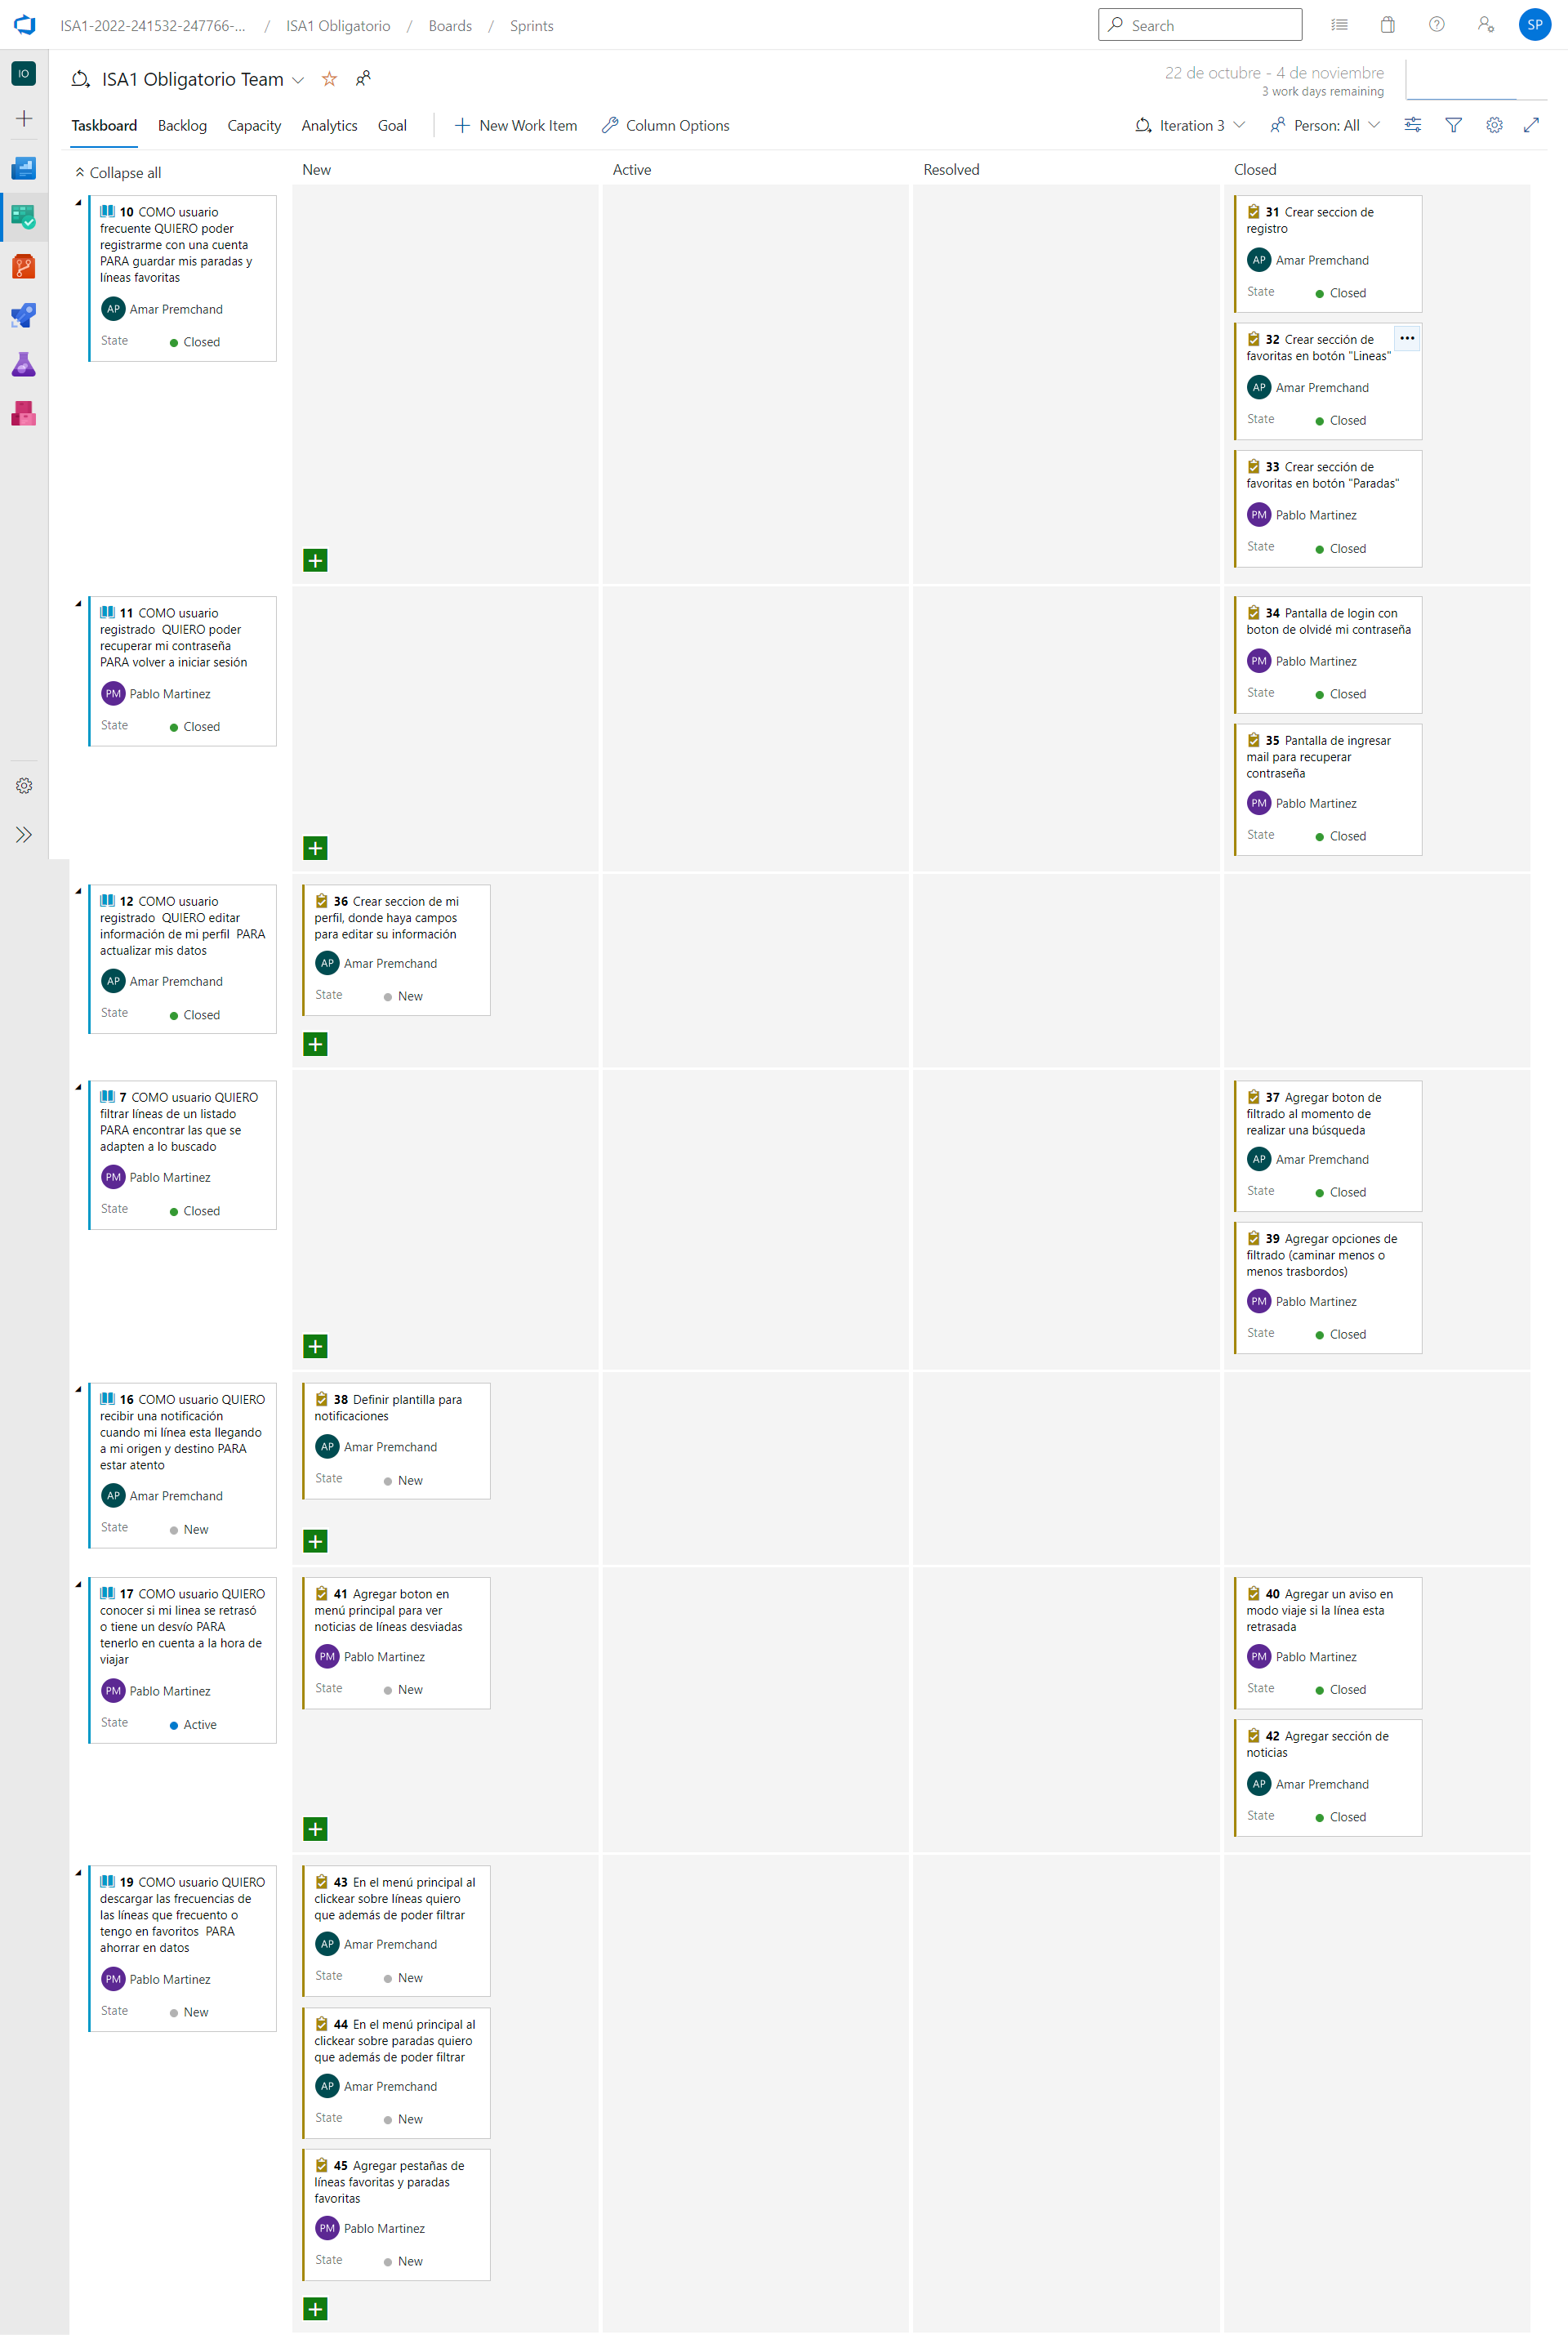 ISA1-2022-241532-247766-... / ISA1 Obligatorio / Boards / Sprints
Search
SP
IO
ISA1 Obligatorio Team
22 de octubre - 4 de noviembre
3 work days remaining
Taskboard Backlog Capacity Analytics Goal New Work Item Column Options
Iteration 3 Person: All
Collapse all
New Active Resolved Closed
10 COMO usuario
frecuente QUIERO poder
registrarme con una cuenta
PARA guardar mis paradas y
líneas favoritas
AP Amar Premchand
State Closed
31 Crear seccion de
registro
AP Amar Premchand
State Closed
32 Crear sección de
favoritas en botón "Lineas"
AP Amar Premchand
State Closed
33 Crear sección de
favoritas en botón "Paradas"
PM Pablo Martinez
State Closed
11 COMO usuario
registrado QUIERO poder
recuperar mi contraseña
PARA volver a iniciar sesión
PM Pablo Martinez
State Closed
34 Pantalla de login con
boton de olvidé mi contraseña
PM Pablo Martinez
State Closed
35 Pantalla de ingresar
mail para recuperar
contraseña
PM Pablo Martinez
State Closed
12 COMO usuario
registrado QUIERO editar
información de mi perfil PARA
actualizar mis datos
AP Amar Premchand
State Closed
36 Crear seccion de mi
perfil, donde haya campos
para editar su información
AP Amar Premchand
State New
7 COMO usuario QUIERO
filtrar líneas de un listado
PARA encontrar las que se
adapten a lo buscado
PM Pablo Martinez
State Closed
37 Agregar boton de
filtrado al momento de
realizar una búsqueda
AP Amar Premchand
State Closed
39 Agregar opciones de
filtrado (caminar menos o
menos trasbordos)
PM Pablo Martinez
State Closed
16 COMO usuario QUIERO
recibir una notificación
cuando mi línea esta llegando
a mi origen y destino PARA
estar atento
AP Amar Premchand
State New
38 Definir plantilla para
notificaciones
AP Amar Premchand
State New
17 COMO usuario QUIERO
conocer si mi linea se retrasó
o tiene un desvío PARA
tenerlo en cuenta a la hora de
viajar
PM Pablo Martinez
State Active
41 Agregar boton en
menú principal para ver
noticias de líneas desviadas
PM Pablo Martinez
State New
40 Agregar un aviso en
modo viaje si la línea esta
retrasada
PM Pablo Martinez
State Closed
42 Agregar sección de
noticias
AP Amar Premchand
State Closed
19 COMO usuario QUIERO
descargar las frecuencias de
las líneas que frecuento o
tengo en favoritos PARA
ahorrar en datos
PM Pablo Martinez
State New
43 En el menú principal al
clickear sobre líneas quiero
que además de poder filtrar
AP Amar Premchand
State New
44 En el menú principal al
clickear sobre paradas quiero
que además de poder filtrar
AP Amar Premchand
State New
45 Agregar pestañas de
líneas favoritas y paradas
favoritas
PM Pablo Martinez
State New